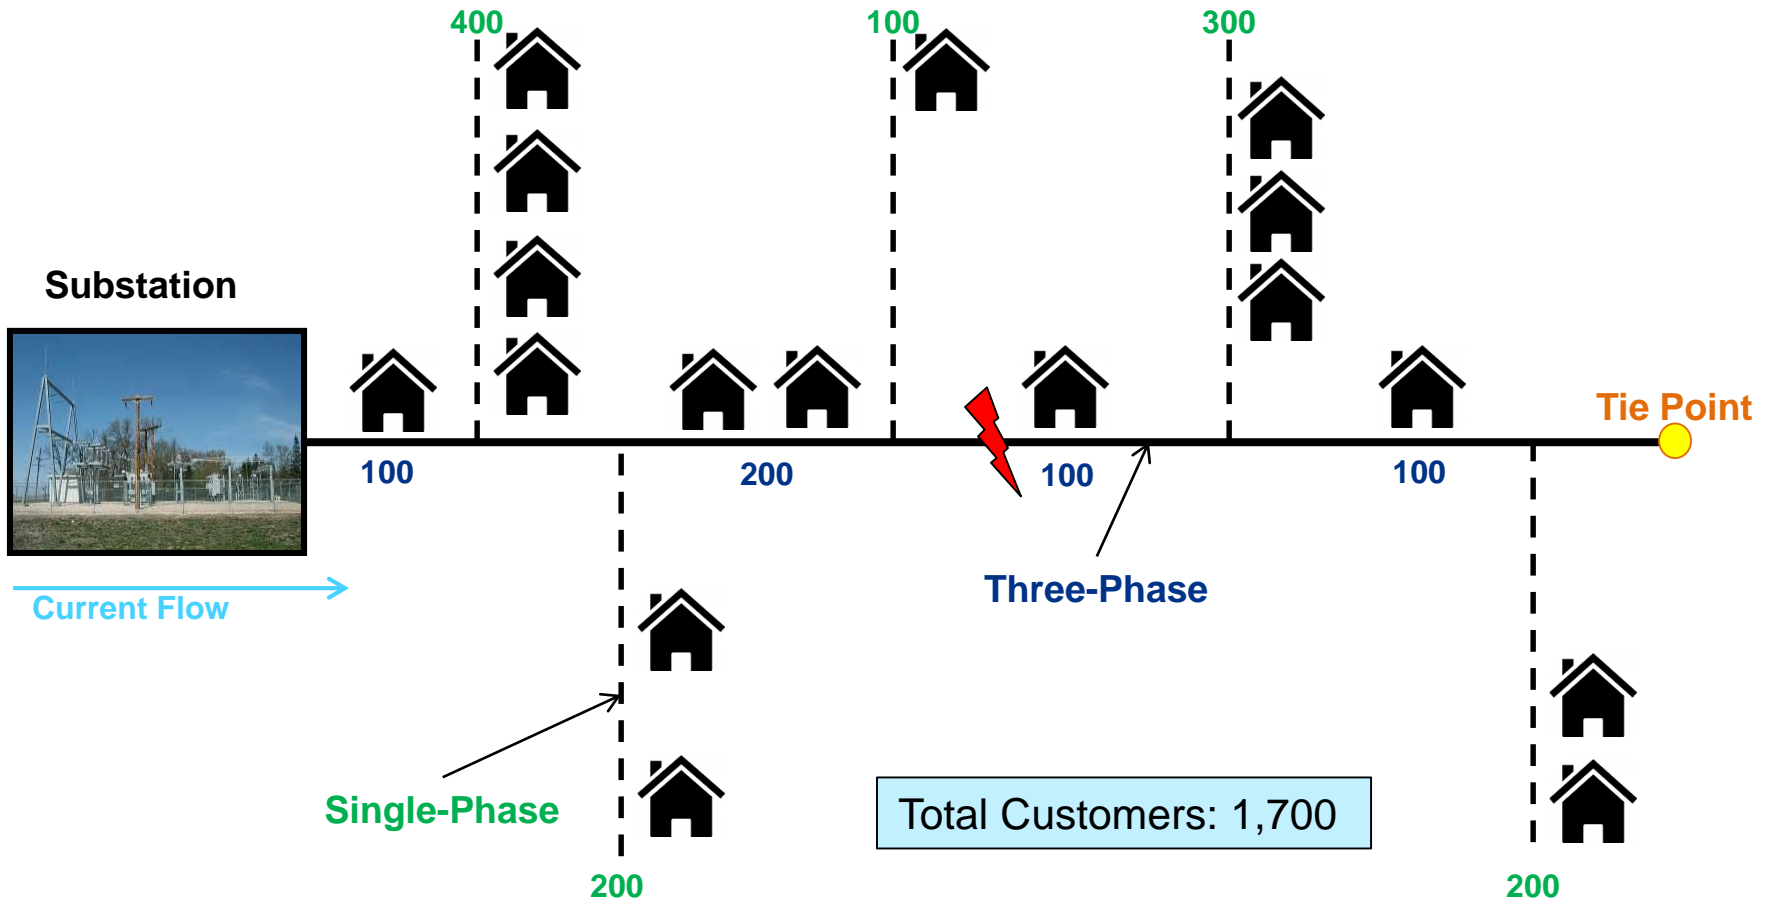 400
100
300
Substation
Tie Point
100
200
100
100
Current Flow
Three-Phase
Single-Phase
Total Customers: 1,700
200
200